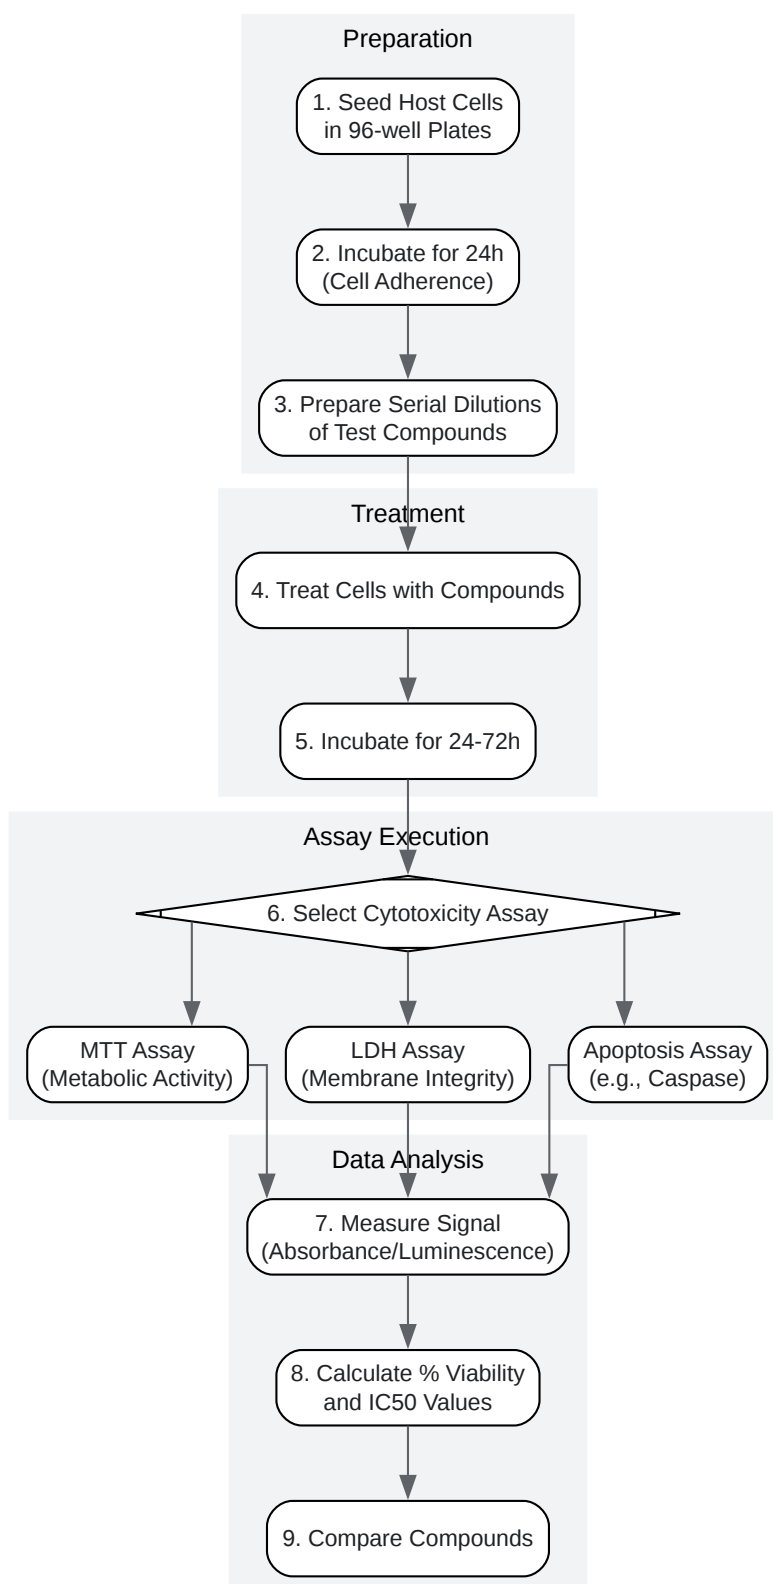 Preparation
1. Seed Host Cells
in 96-well Plates
2. Incubate for 24h
(Cell Adherence)
3. Prepare Serial Dilutions
of Test Compounds
Treatment
4. Treat Cells with Compounds
5. Incubate for 24-72h
Assay Execution
6. Select Cytotoxicity Assay
MTT Assay
(Metabolic Activity)
LDH Assay
(Membrane Integrity)
Apoptosis Assay
(e.g., Caspase)
Data Analysis
7. Measure Signal
(Absorbance/Luminescence)
8. Calculate % Viability
and IC50 Values
9. Compare Compounds